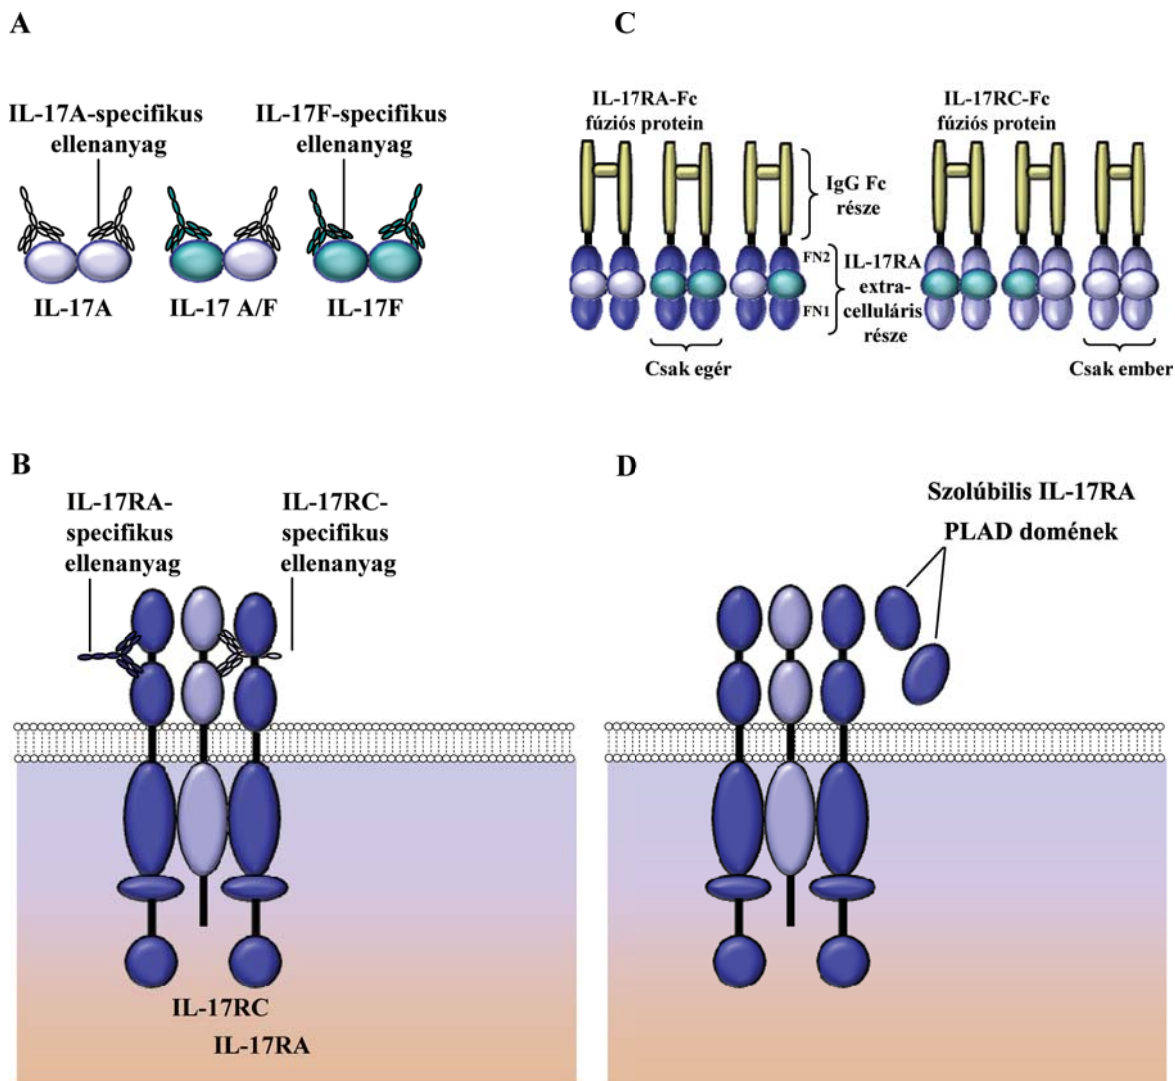 A
IL-17A-specifikus
ellenanyag
IL-17F-specifikus
ellenanyag
IL-17A
IL-17 A/F
IL-17F
C
IL-17RA-Fc
fúziós protein
IL-17RC-Fc
fúziós protein
IgG Fc
része
FN2
FN1
IL-17RA
extra-
celluláris
része
Csak egér
Csak ember
B
IL-17RA-
specifikus
ellenanyag
IL-17RC-
specifikus
ellenanyag
IL-17RC
IL-17RA
D
Szolúbilis IL-17RA
PLAD domének